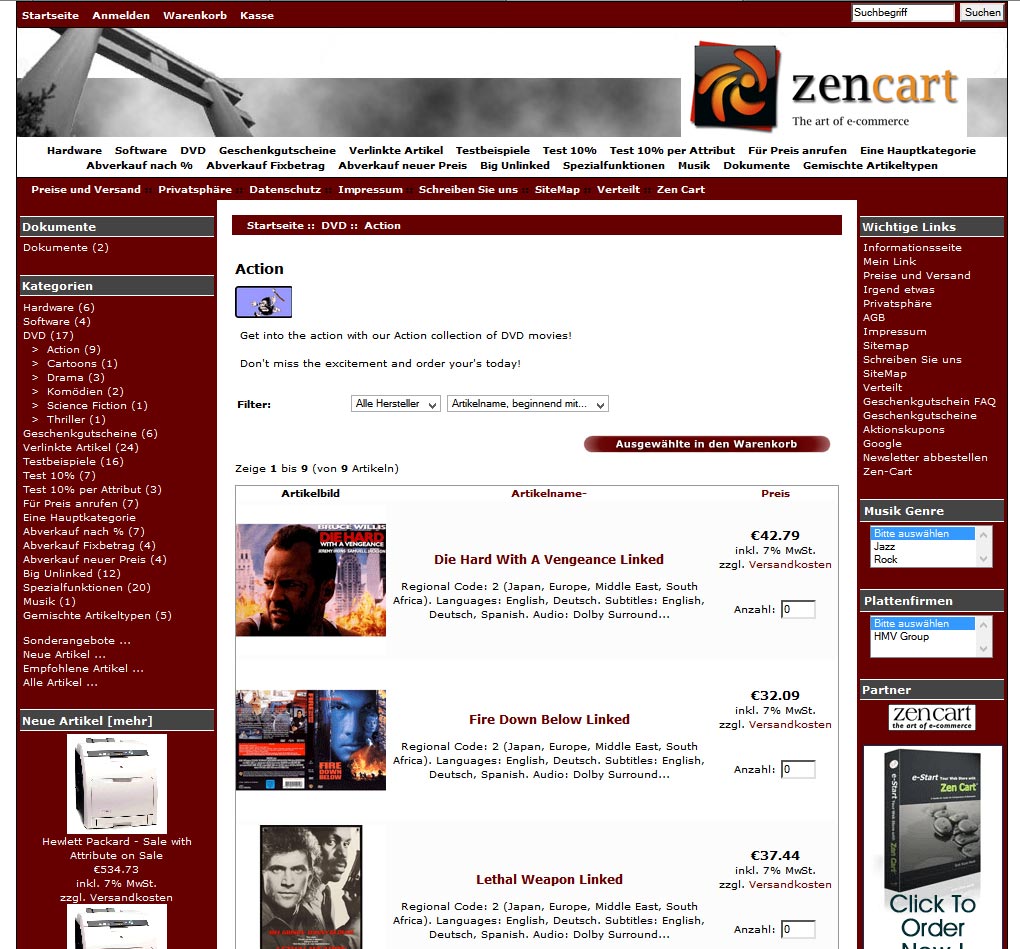 Startseite Anmelden Warenkorb Kasse
Suchbegriff Suchen
zencart
The art of e-commerce
Hardware Software DVD Geschenkgutscheine Verlinkte Artikel Testbeispiele Test 10% Test 10% per Attribut Für Preis anrufen Eine Hauptkategorie
Abverkauf nach % Abverkauf Fixbetrag Abverkauf neuer Preis Big Unlinked Spezialfunktionen Musik Dokumente Gemischte Artikeltypen
Preise und Versand :: Privatsphäre :: Datenschutz :: Impressum :: Schreiben Sie uns :: SiteMap :: Verteilt :: Zen Cart
Dokumente
Dokumente (2)
Kategorien
Hardware (6)
Software (4)
DVD (17)
> Action (9)
> Cartoons (1)
> Drama (3)
> Komödien (2)
> Science Fiction (1)
> Thriller (1)
Geschenkgutscheine (6)
Verlinkte Artikel (24)
Testbeispiele (16)
Test 10% (7)
Test 10% per Attribut (3)
Für Preis anrufen (7)
Eine Hauptkategorie
Abverkauf nach % (7)
Abverkauf Fixbetrag (4)
Abverkauf neuer Preis (4)
Big Unlinked (12)
Spezialfunktionen (20)
Musik (1)
Gemischte Artikeltypen (5)
Sonderangebote ...
Neue Artikel ...
Empfohlene Artikel ...
Alle Artikel ...
Neue Artikel [mehr]
Hewlett Packard - Sale with
Attribute on Sale
€534.73
inkl. 7% MwSt.
zzgl. Versandkosten
Startseite :: DVD :: Action
Action
Get into the action with our Action collection of DVD movies!
Don't miss the excitement and order your's today!
Filter: Alle Hersteller Artikelname, beginnend mit...
Ausgewählte in den Warenkorb
Zeige 1 bis 9 (von 9 Artikeln)
Artikelbild Artikelname- Preis
BRUCE WILLIS
DIE HARD
WITH A VENGEANCE
JEREMY IRONS SAMUEL L. JACKSON
Die Hard With A Vengeance Linked
Regional Code: 2 (Japan, Europe, Middle East, South
Africa). Languages: English, Deutsch. Subtitles: English,
Deutsch, Spanish. Audio: Dolby Surround...
€42.79
inkl. 7% MwSt.
zzgl. Versandkosten
Anzahl: 0
FIRE
DOWN
BELOW
Fire Down Below Linked
Regional Code: 2 (Japan, Europe, Middle East, South
Africa). Languages: English, Deutsch. Subtitles: English,
Deutsch, Spanish. Audio: Dolby Surround...
€32.09
inkl. 7% MwSt.
zzgl. Versandkosten
Anzahl: 0
Lethal Weapon Linked
Regional Code: 2 (Japan, Europe, Middle East, South
Africa). Languages: English, Deutsch. Subtitles: English,
Deutsch, Spanish. Audio: Dolby Surround...
€37.44
inkl. 7% MwSt.
zzgl. Versandkosten
Anzahl: 0
Wichtige Links
Informationsseite
Mein Link
Preise und Versand
Irgend etwas
Privatsphäre
AGB
Impressum
Sitemap
Schreiben Sie uns
SiteMap
Verteilt
Geschenkgutschein FAQ
Geschenkgutscheine
Aktionskupons
Google
Newsletter abbestellen
Zen-Cart
Musik Genre
Bitte auswählen
Jazz
Rock
Plattenfirmen
Bitte auswählen
HMV Group
Partner
zencart
the art of e-commerce
e-Start Your Web Store with
Zen Cart
Click To
Order
Now !